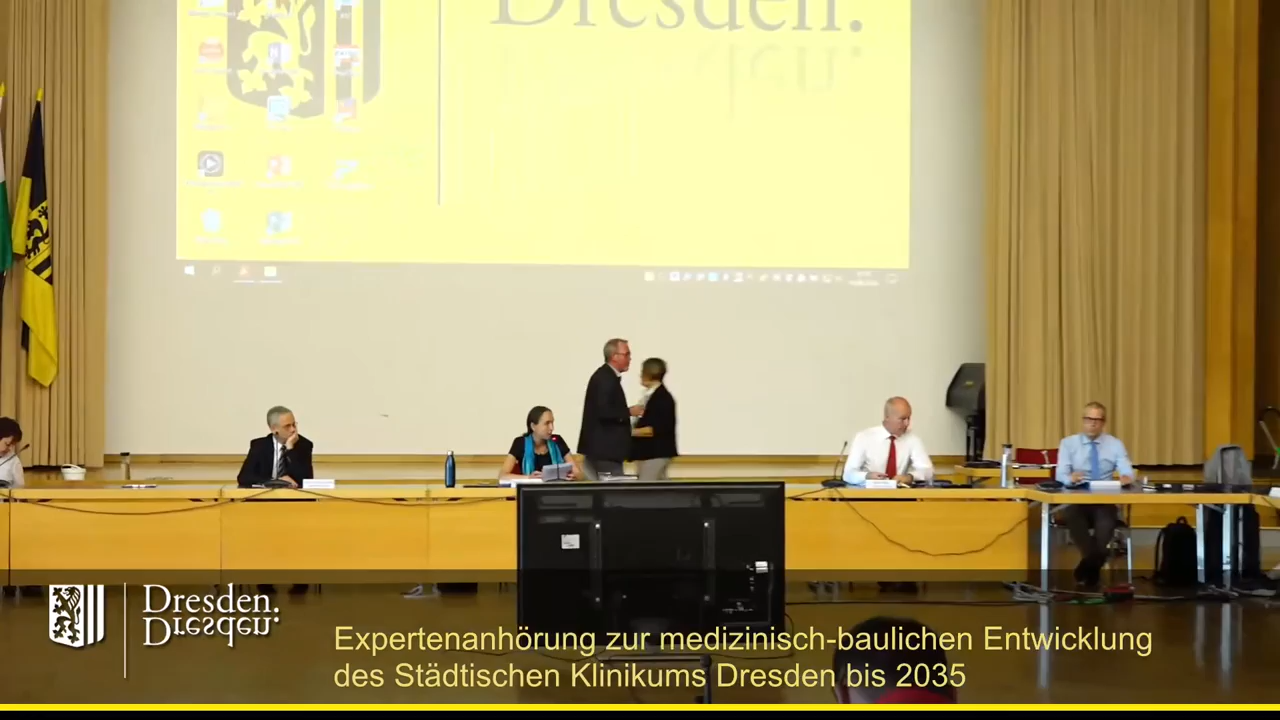 Dresden.
Dresden.
Dresden.
Expertenanhörung zur medizinisch-baulichen Entwicklung
des Städtischen Klinikums Dresden bis 2035